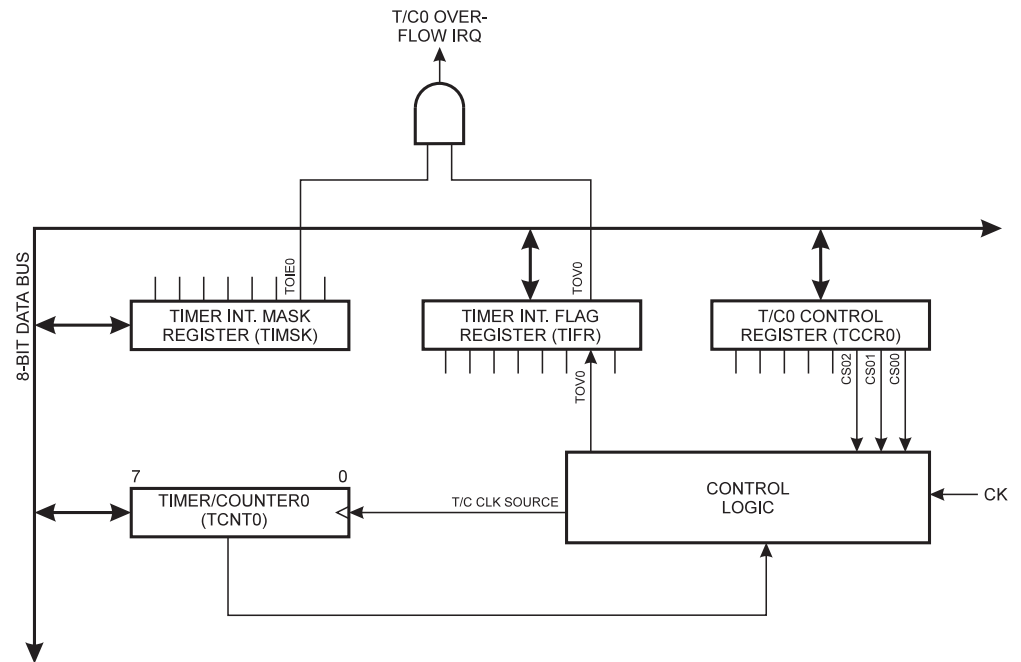 T/C0 OVER-
FLOW IRQ
8-BIT DATA BUS
TOIE0
TOV0
TIMER INT. MASK
REGISTER (TIMSK)
TIMER INT. FLAG
REGISTER (TIFR)
T/C0 CONTROL
REGISTER (TCCR0)
TOV0
CS02
CS01
CS00
7
0
TIMER/COUNTER0
(TCNT0)
T/C CLK SOURCE
CONTROL
LOGIC
CK